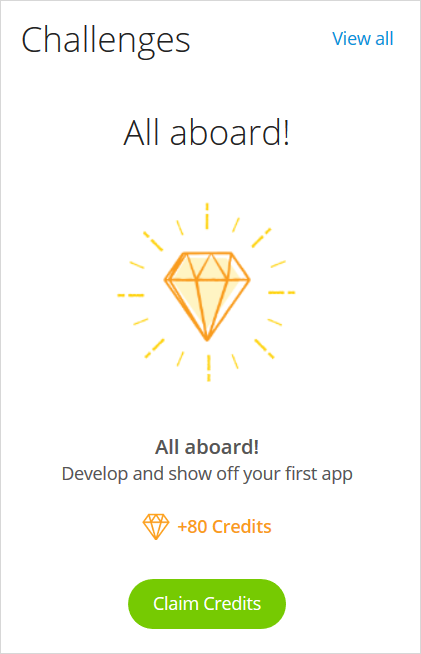 Challenges View all
All aboard!
All aboard!
Develop and show off your first app
+80 Credits
Claim Credits